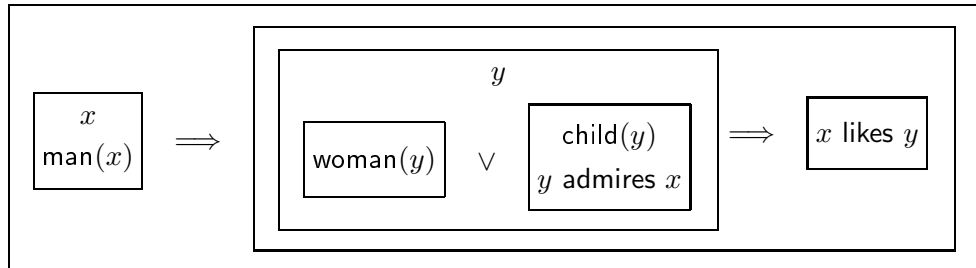 y
x
man(x)
⟹
woman(y)
∨
child(y)
y admires x
⟹
x likes y